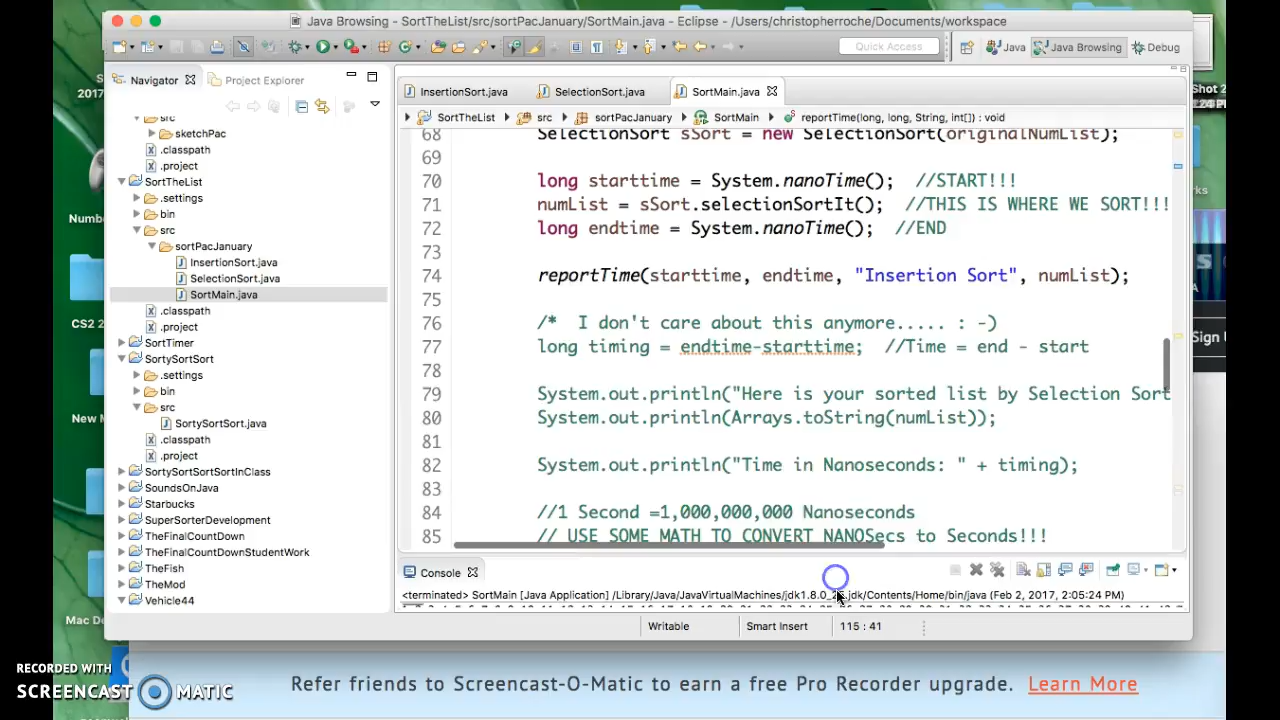 Java Browsing - SortTheList/src/sortPacJanuary/SortMain.java - Eclipse - /Users/christopherroche/Documents/workspace
Quick Access
Java
Java Browsing
Debug
Navigator
Project Explorer
InsertionSort.java
SelectionSort.java
SortMain.java
SortTheList
src
sortPacJanuary
SortMain
reportTime(long, long, String, int[]) : void
src
sketchPac
.classpath
.project
SortTheList
.settings
bin
src
sortPacJanuary
InsertionSort.java
SelectionSort.java
SortMain.java
.classpath
.project
SortTimer
SortySortSort
.settings
bin
src
SortySortSort.java
.classpath
.project
SortySortSortSortInClass
SoundsOnJava
Starbucks
SuperSorterDevelopment
TheFinalCountDown
TheFinalCountDownStudentWork
TheFish
TheMod
Vehicle44
68 SelectionSort sSort = new SelectionSort(originalNumList);
69
70 long starttime = System.nanoTime(); //START!!!
71 numList = sSort.selectionSortIt(); //THIS IS WHERE WE SORT!!!
72 long endtime = System.nanoTime(); //END
73
74 reportTime(starttime, endtime, "Insertion Sort", numList);
75
76 /* I don't care about this anymore..... : -)
77 long timing = endtime-starttime; //Time = end - start
78
79 System.out.println("Here is your sorted list by Selection Sort
80 System.out.println(Arrays.toString(numList));
81
82 System.out.println("Time in Nanoseconds: " + timing);
83
84 //1 Second =1,000,000,000 Nanoseconds
85 // USE SOME MATH TO CONVERT NANOSecs to Seconds!!!
Console
<terminated> SortMain [Java Application] /Library/Java/JavaVirtualMachines/jdk1.8.0_ .jdk/Contents/Home/bin/java (Feb 2, 2017, 2:05:24 PM)
Writable
Smart Insert
115 : 41
2017
Numb
CS2
New M
Mac De
Shot 2
rks
Sign
RECORDED WITH
SCREENCAST MATIC
Refer friends to Screencast-O-Matic to earn a free Pro Recorder upgrade. Learn More